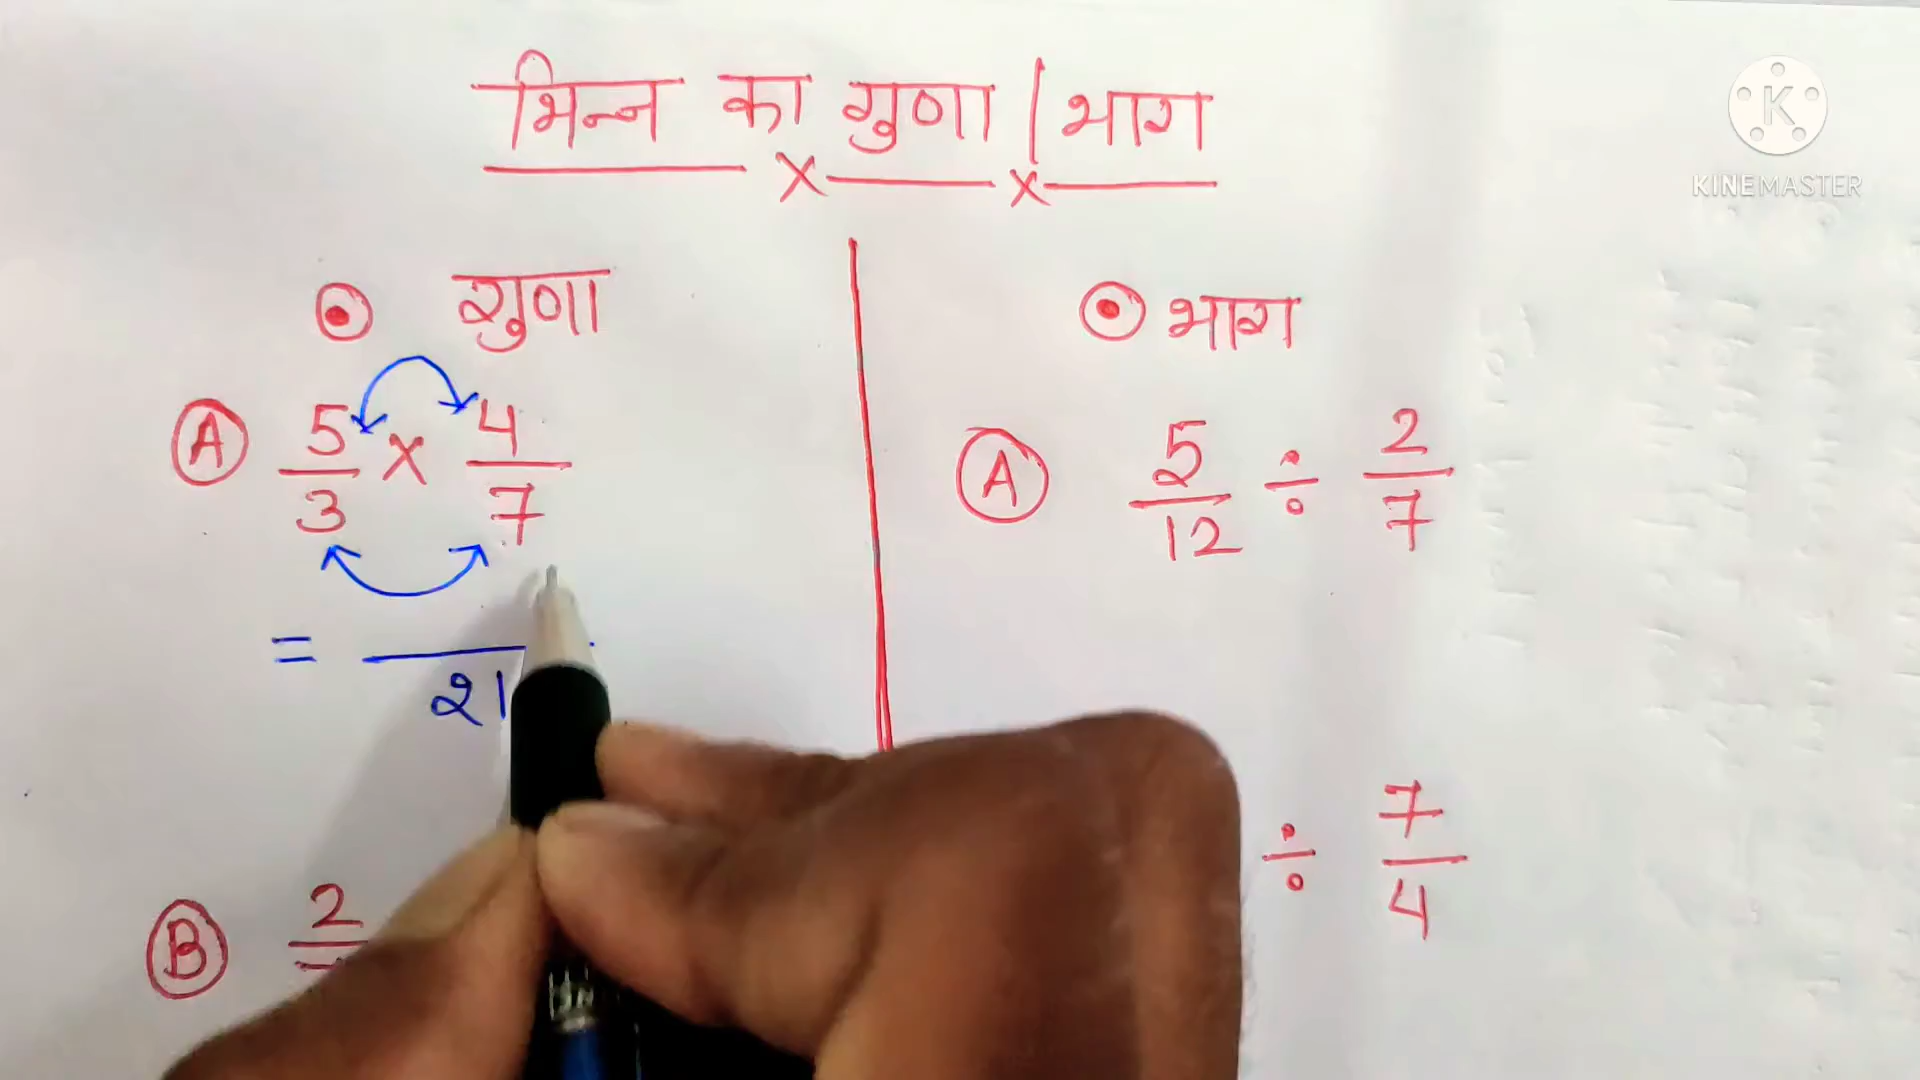 भिन्न का गुणा | भाग
KINEMASTER
गुणा
A 5/3 × 4/7
= /21
B 2
भाग
A 5/12 ÷ 2/7
÷ 7/4